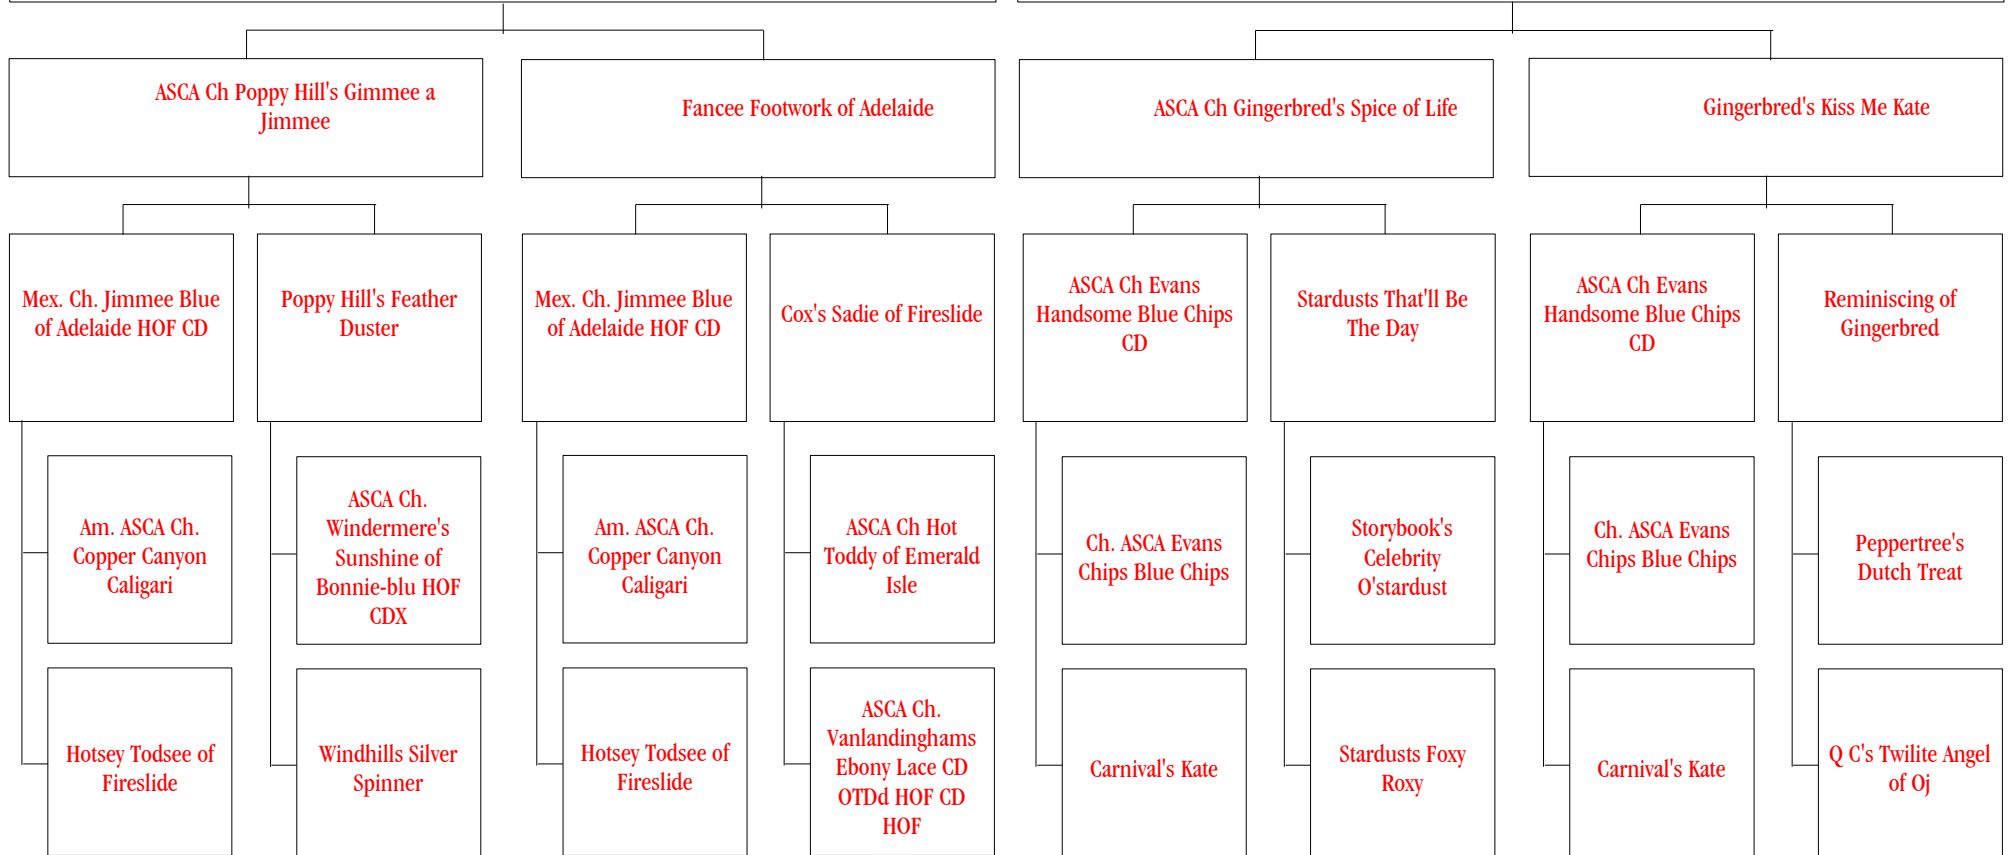 ASCA Ch Poppy Hill's Gimmee a
Jimmee
Fancee Footwork of Adelaide
ASCA Ch Gingerbred's Spice of Life
Gingerbred's Kiss Me Kate
Mex. Ch. Jimmee Blue
of Adelaide HOF CD
Poppy Hill's Feather
Duster
Mex. Ch. Jimmee Blue
of Adelaide HOF CD
Cox's Sadie of Fireslide
ASCA Ch Evans
Handsome Blue Chips
CD
Stardusts That'll Be
The Day
ASCA Ch Evans
Handsome Blue Chips
CD
Reminiscing of
Gingerbred
Am. ASCA Ch.
Copper Canyon
Caligari
ASCA Ch.
Windermere's
Sunshine of
Bonnie-blu HOF
CDX
Am. ASCA Ch.
Copper Canyon
Caligari
ASCA Ch Hot
Toddy of Emerald
Isle
Ch. ASCA Evans
Chips Blue Chips
Storybook's
Celebrity
O'stardust
Ch. ASCA Evans
Chips Blue Chips
Peppertree's
Dutch Treat
Hotsey Todsee of
Fireslide
Windhills Silver
Spinner
Hotsey Todsee of
Fireslide
ASCA Ch.
Vanlandinghams
Ebony Lace CD
OTDd HOF CD
HOF
Carnival's Kate
Stardusts Foxy
Roxy
Carnival's Kate
Q C's Twilite Angel
of Oj